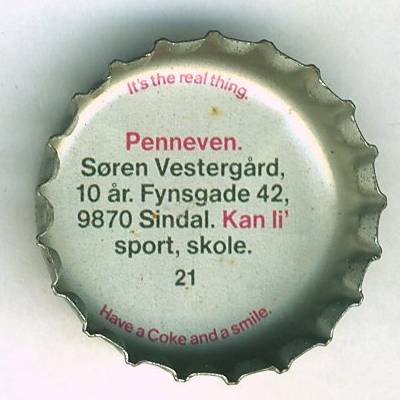 It's the real thing.
Penneven.
Søren Vestergård,
10 år. Fynsgade 42,
9870 Sindal. Kan li'
sport, skole.
21
Have a Coke and a smile.